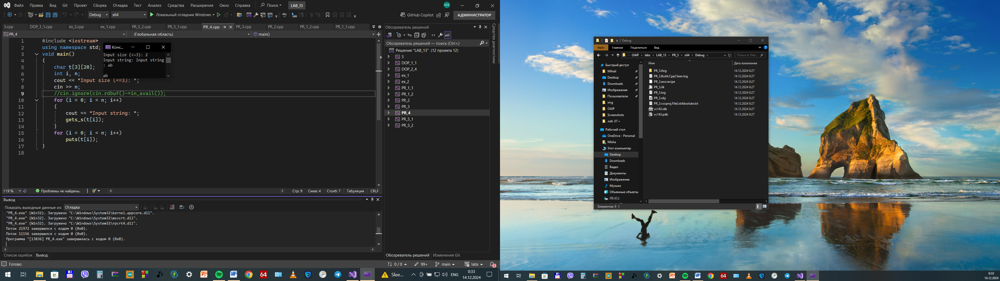 Файл Правка Вид Git Проект Сборка Отладка Тест Анализ Средства Расширения Окно Справка Поиск LAB_13 МБ
Debug x64 Локальный отладчик Windows GitHub Copilot АДМИНИСТРАТОР
3.cpp DOP_1_1.cpp ex_2.cpp ex_1.cpp PR_5_2.cpp PR_5_1.cpp PR_4.cpp PR_3.cpp PR_2.cpp PR_1_2.cpp PR_1_1.cpp
PR_4 (Глобальная область) main()
1 #include <iostream>
2 using namespace std;
3 void main()
4 {
5 char t[3][20];
6 int i, n;
7 cout << "Input size (<=3): ";
8 cin >> n;
9 //cin.ignore(cin.rdbuf()->in_avail());
10 for (i = 0; i < n; i++)
11 {
12 cout << "Input string: ";
13 gets_s(t[i]);
14 }
15 for (i = 0; i < n; i++)
16 puts(t[i]);
17 }
18
Конс...
Input size (<=3): 2
Input string: Input string
: ab
ab
119 % Проблемы не найдены. Стр: 9 Симв: 4 Столб: 7 Табуляция CRLF
Вывод
Показать выходные данные из: Отладка
"PR_4.exe" (Win32). Загружено "C:\Windows\System32\kernel.appcore.dll".
"PR_4.exe" (Win32). Загружено "C:\Windows\System32\msvcrt.dll".
"PR_4.exe" (Win32). Загружено "C:\Windows\System32\rpcrt4.dll".
Поток 21972 завершился с кодом 0 (0x0).
Поток 11156 завершился с кодом 0 (0x0).
Программа "[13836] PR_4.exe" завершилась с кодом 0 (0x0).
Список ошибок Вывод
Обозреватель решений
Обозреватель решений — поиск (Ctrl+;)
Решение "LAB_13" (12 проекта 12)
3
DOP_1_1
DOP_2_4
ex_1
ex_2
PR_1_1
PR_1_2
PR_2
PR_3
PR_4
PR_5_1
PR_5_2
Обозреватель решений Изменения Git
Средства диагностики
Готово 0 / 0 99+ main labs 1
64 Slee... ENG 0:33
14.12.2024
Debug
Файл Главная Поделиться Вид
OAIP labs LAB_13 PR_3 x64 Debug Поиск в: Deb...
Быстрый доступ
Mihail
Desktop
Downloads
Изображения
Пользователи
img
OAIP
Screenshots
лаб. 07 +
Рабочий стол
OneDrive - Personal
Misha
Этот компьютер
Desktop
Downloads
Видео
Документы
Изображения
Музыка
Объемные объекты
OS (C:)
Имя Дата изменения
PR_3.tlog 14.12.2024 0:27
PR_3.Build.CppClean.log 14.12.2024 0:27
PR_3.exe.recipe 14.12.2024 0:27
PR_3.ilk 14.12.2024 0:27
PR_3.log 14.12.2024 0:27
PR_3.obj 14.12.2024 0:27
PR_3.vcxproj.FileListAbsolute.txt 14.12.2024 0:27
vc143.idb 14.12.2024 0:27
vc143.pdb 14.12.2024 0:27
Элементов: 9
64 0:33
14.12.2024